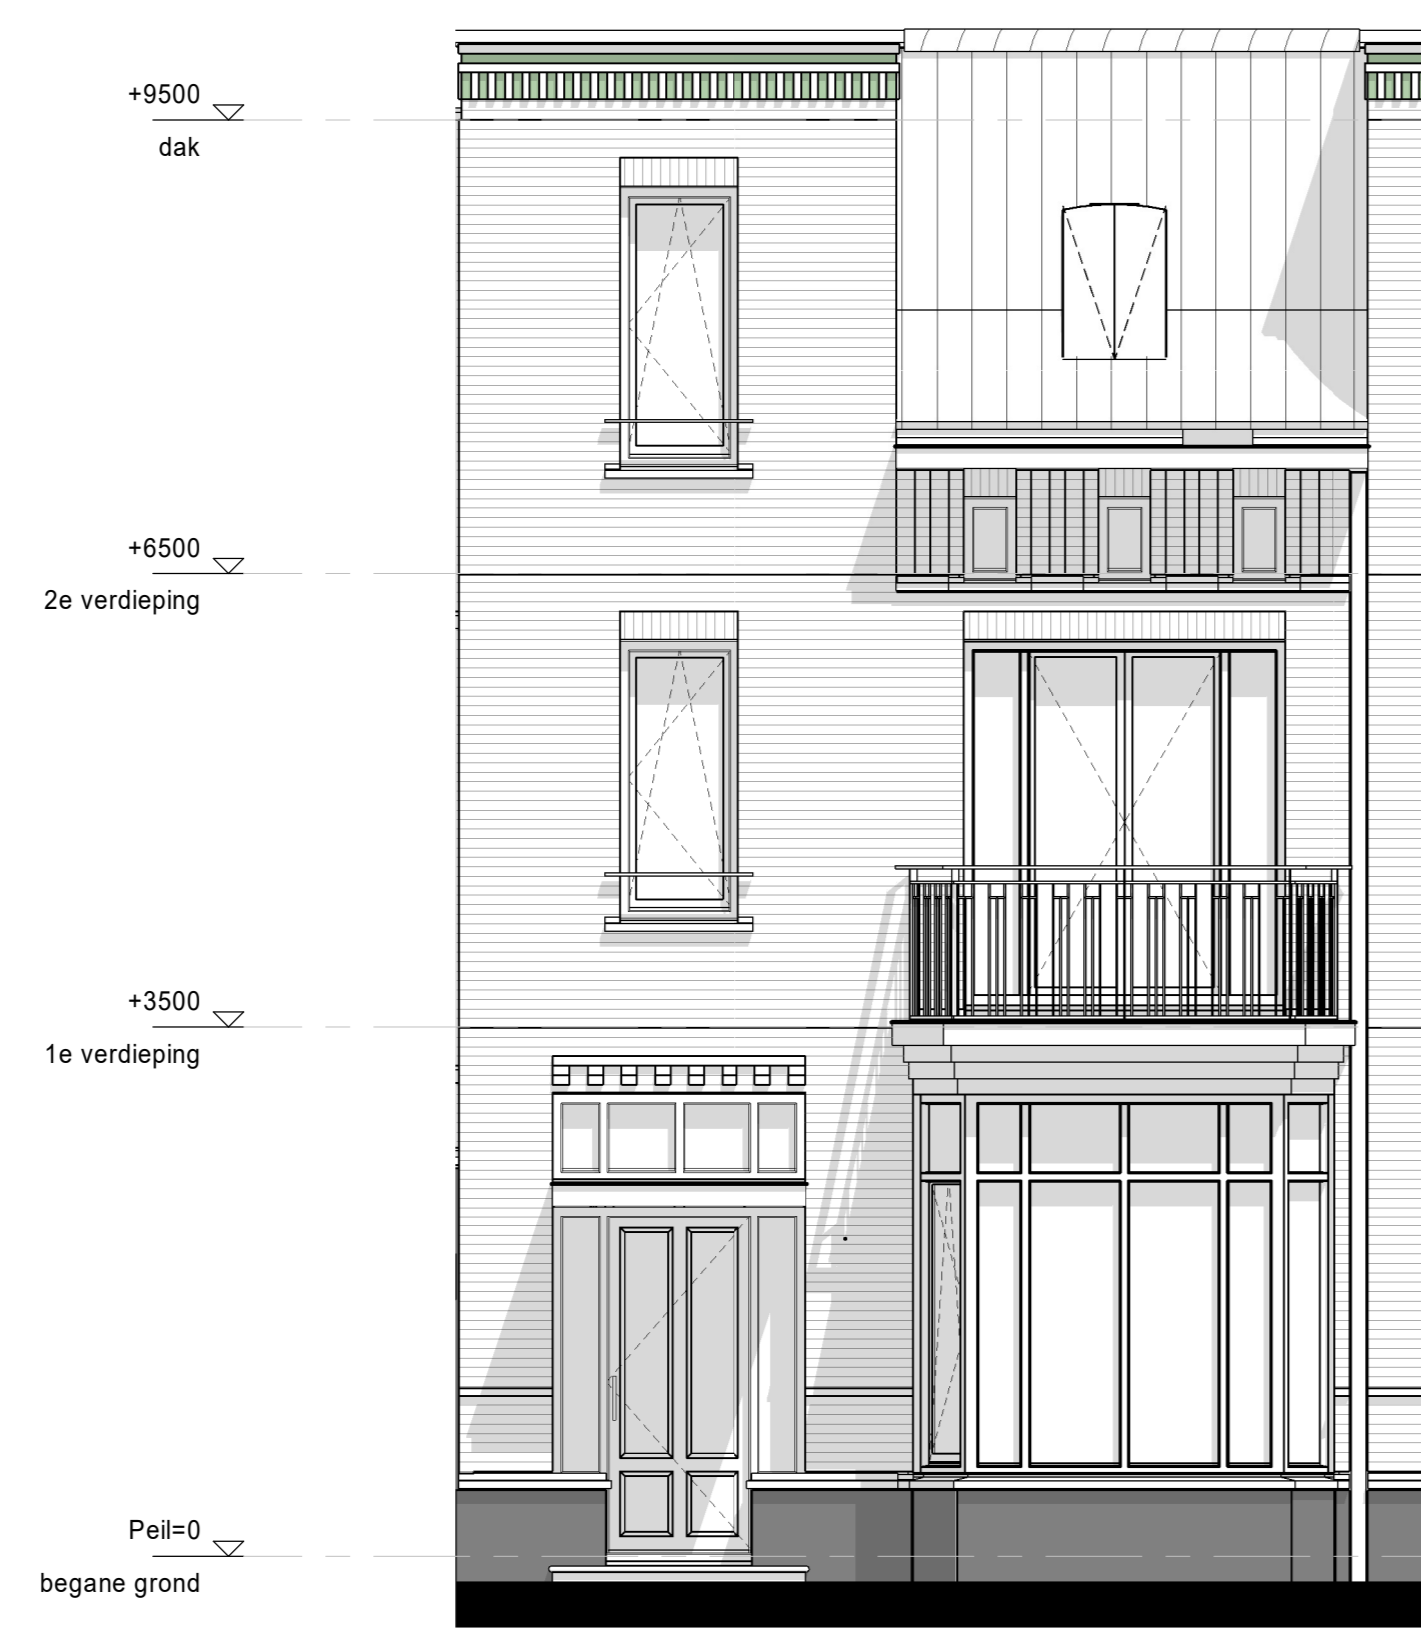 +9500
dak
+6500
2e verdieping
+3500
1e verdieping
Peil=0
begane grond